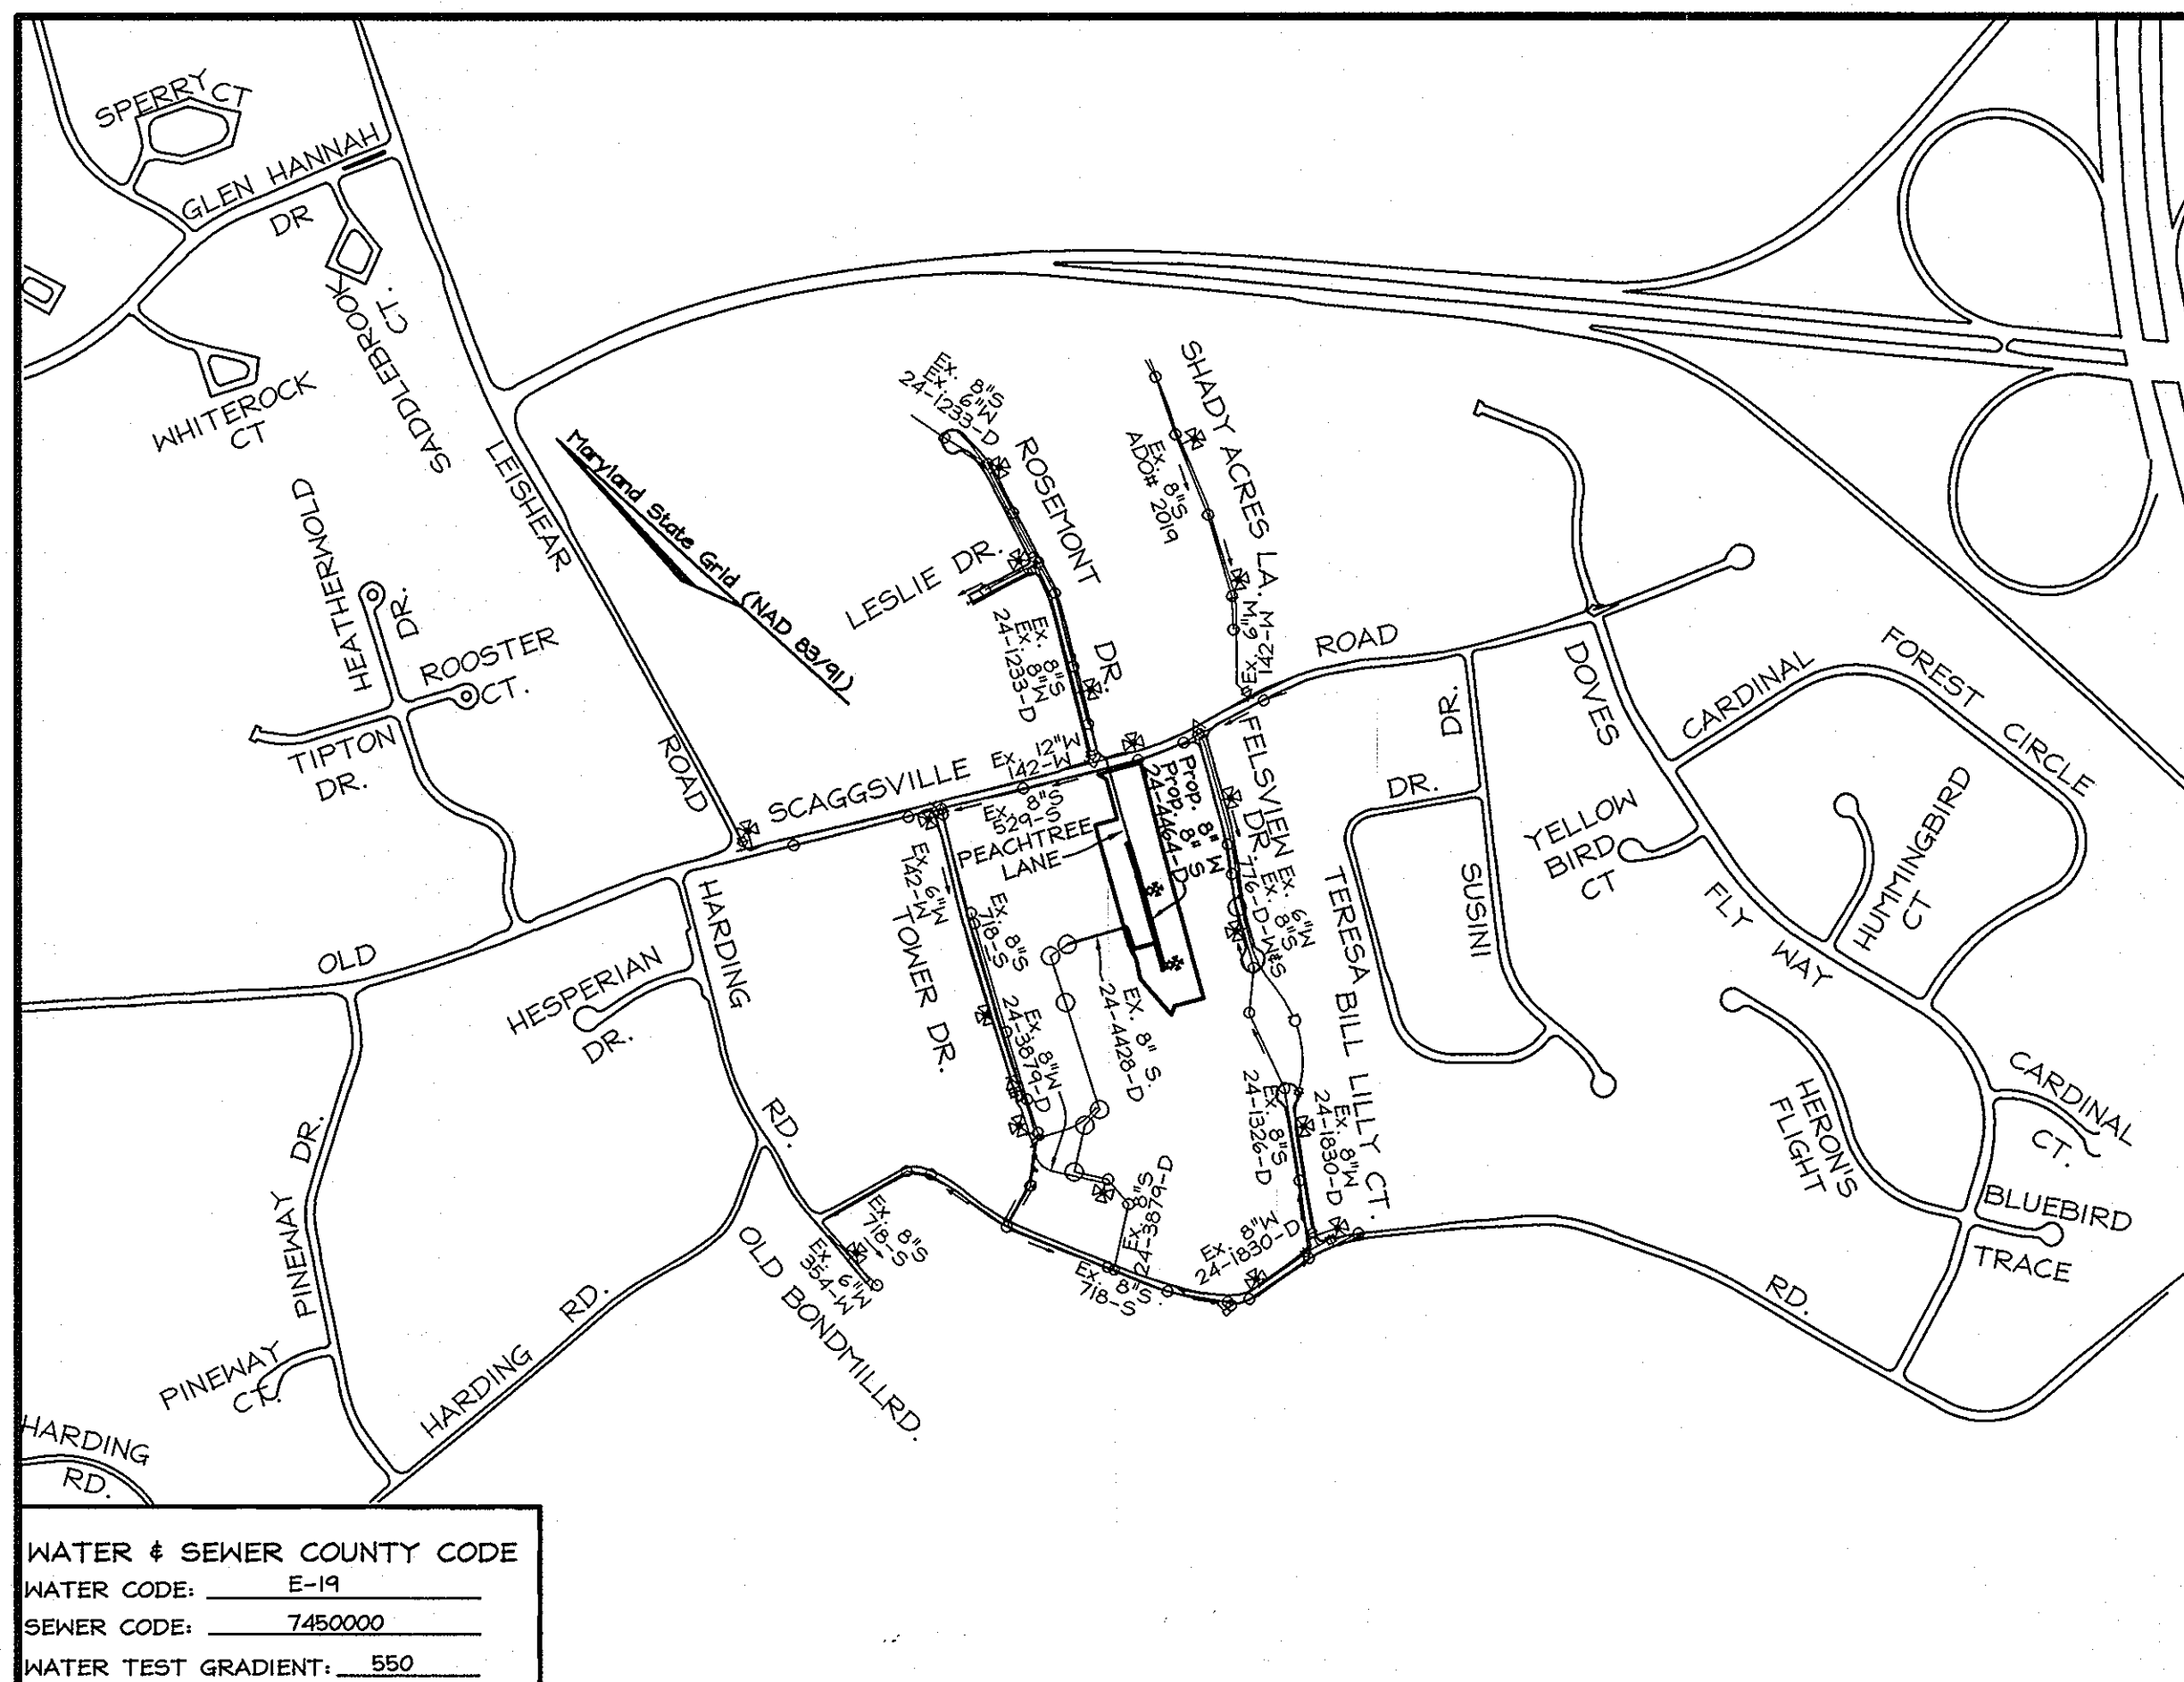 SPERRY CT
GLEN HANNAH
DR
SADDLEBROOK
CT.
WHITEROCK
CT
LEISHEAR
ROAD
Maryland State Grid (NAD 83/91)
HEATHERWOLD
DR.
ROOSTER
CT.
TIPTON
DR.
Ex. 8"S
Ex. 6"W
24-1233-D
ROSEMONT
DR.
LESLIE DR.
Ex. 8"S
Ex. 8"W
24-1233-D
SHADY ACRES LA.
Ex. 8"S
ADO# 2019
Ex. 6"W
142-W
OLD
SCAGGSVILLE
ROAD
Ex. 12"W
142-W
Ex. 8"S
529-S
PEACHTREE
LANE
Prop. 8" W
Prop. 8" S
24-4464-D
FELSVIEW
DR.
Ex. 6"W
Ex. 8"S
776-D-W&S
TERESA BILL LILLY CT.
DR.
DR.
SUSINI
DOVES
FLY WAY
CARDINAL
FOREST CIRCLE
YELLOW
BIRD
CT
HUMMINGBIRD
CT
HARDING
RD.
HESPERIAN
DR.
Ex. 6"W
142-W
TOWER DR.
Ex. 8"S
718-S
Ex. 8"W
24-3879-D
EX. 8" S.
24-4428-D
Ex. 8"S
24-1326-D
Ex. 8"W
24-1830-D
Ex. 8"S
24-3879-D
Ex. 8"W
24-1830-D
Ex. 8"S
718-S
Ex. 8"S
718-S
Ex. 6"W
354-W
OLD BONDMILL RD.
PINEWAY DR.
PINEWAY
CT.
HARDING RD.
HARDING
RD.
HERON'S
FLIGHT
CARDINAL
CT.
BLUEBIRD
TRACE
RD.
WATER & SEWER COUNTY CODE
WATER CODE: E-19
SEWER CODE: 7450000
WATER TEST GRADIENT: 550